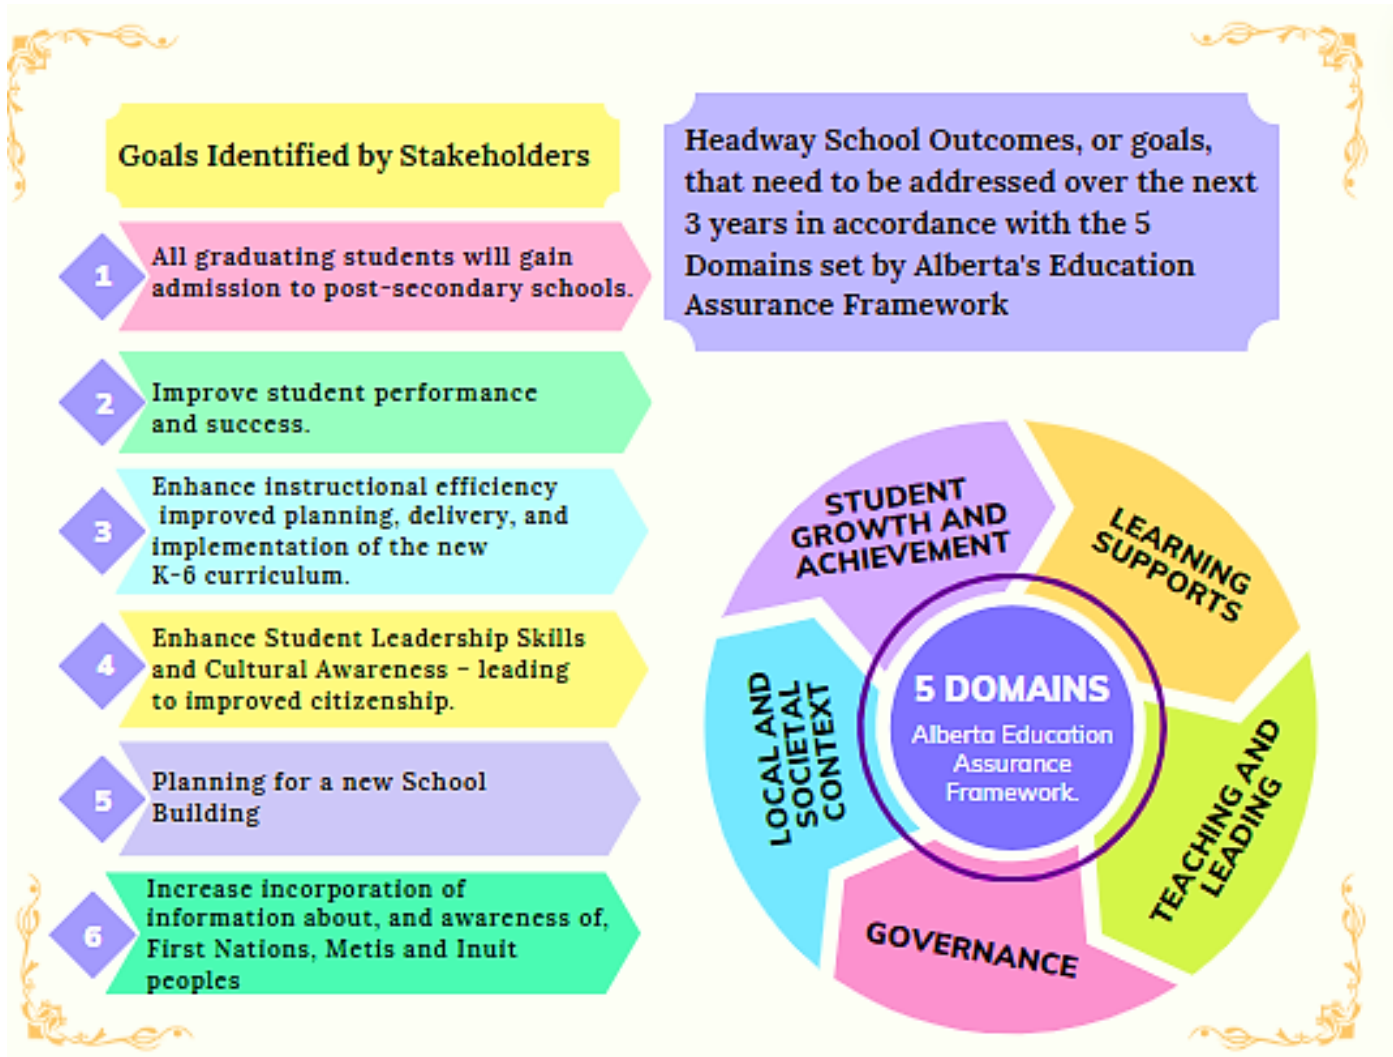 Goals Identified by Stakeholders
1
All graduating students will gain
admission to post-secondary schools.
2
Improve student performance
and success.
3
Enhance instructional efficiency
improved planning, delivery, and
implementation of the new
K-6 curriculum.
4
Enhance Student Leadership Skills
and Cultural Awareness – leading
to improved citizenship.
5
Planning for a new School
Building
6
Increase incorporation of
information about, and awareness of,
First Nations, Metis and Inuit
peoples
Headway School Outcomes, or goals,
that need to be addressed over the next
3 years in accordance with the 5
Domains set by Alberta's Education
Assurance Framework
STUDENT
GROWTH AND
ACHIEVEMENT
LEARNING
SUPPORTS
TEACHING AND
LEADING
GOVERNANCE
LOCAL AND
SOCIETAL
CONTEXT
5 DOMAINS
Alberta Education
Assurance
Framework.